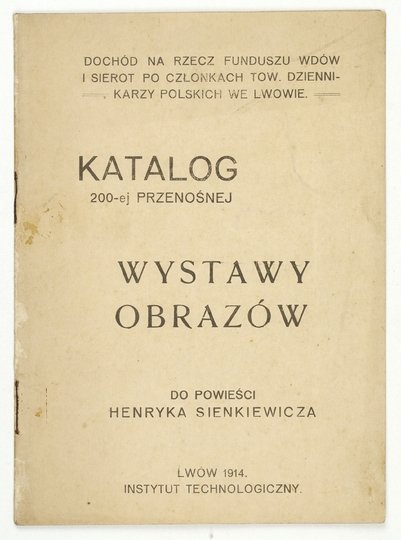 DOCHÓD NA RZECZ FUNDUSZU WDÓW
I SIEROT PO CZŁONKACH TOW. DZIENNI-
KARZY POLSKICH WE LWOWIE.
KATALOG
200-ej PRZENOŚNEJ
WYSTAWY
OBRAZÓW
DO POWIEŚCI
HENRYKA SIENKIEWICZA
LWÓW 1914.
INSTYTUT TECHNOLOGICZNY.